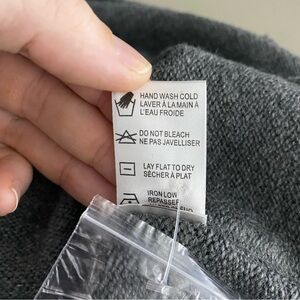 HAND WASH COLD
LAVER À LA MAIN À
L'EAU FROIDE
DO NOT BLEACH
NE PAS JAVELLISER
LAY FLAT TO DRY
SÉCHER À PLAT
IRON LOW
REPASSER